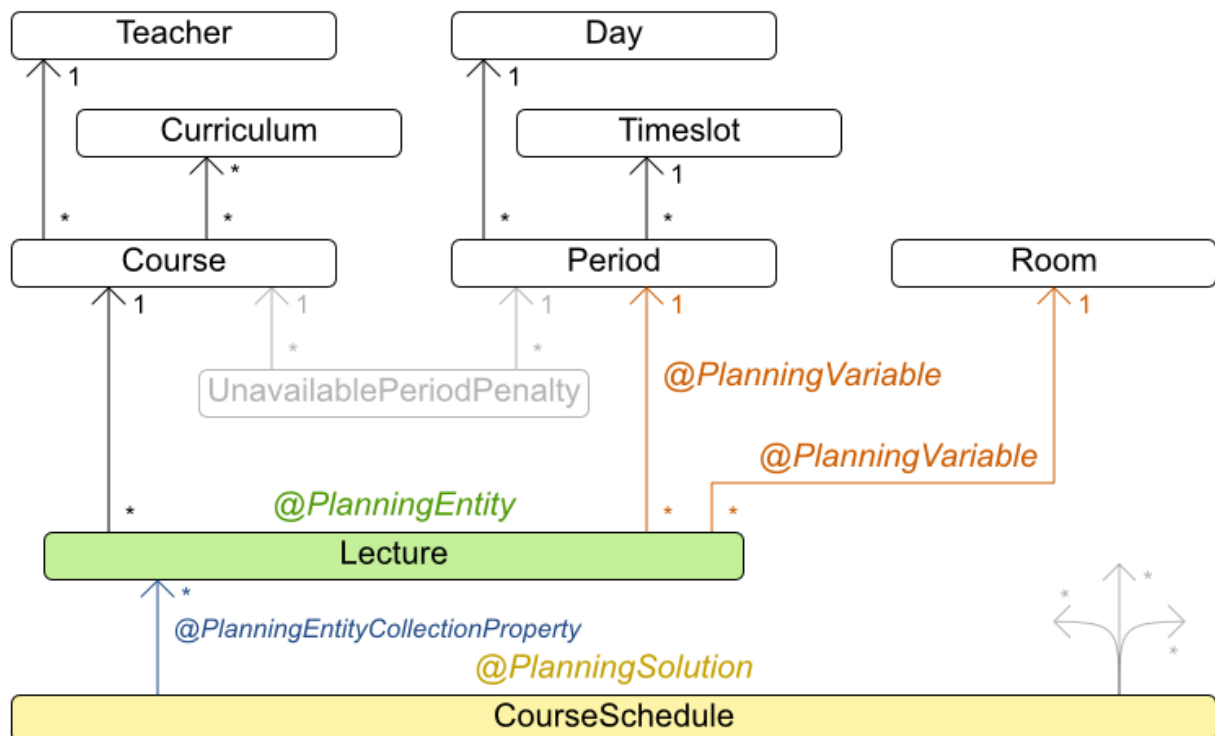 Teacher
Day
1
1
Curriculum
Timeslot
*
1
*
*
*
*
Course
Period
Room
1
1
1
1
1
*
*
UnavailablePeriodPenalty
@PlanningVariable
@PlanningVariable
@PlanningEntity
*
*
*
Lecture
*
*
*
@PlanningEntityCollectionProperty
*
@PlanningSolution
CourseSchedule